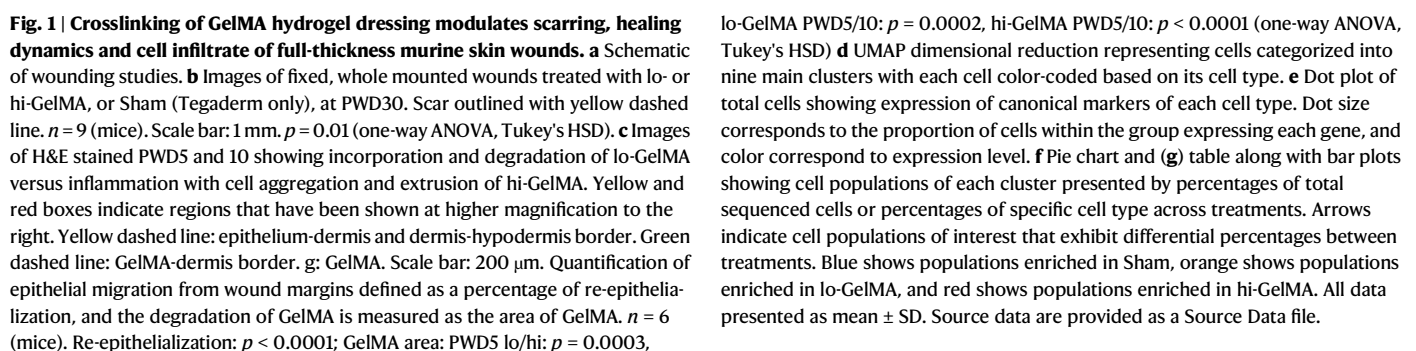 Fig. 1 | Crosslinking of GelMA hydrogel dressing modulates scarring, healing
dynamics and cell infiltrate of full-thickness murine skin wounds. a Schematic
of wounding studies. b Images of fixed, whole mounted wounds treated with lo- or
hi-GelMA, or Sham (Tegaderm only), at PWD30. Scar outlined with yellow dashed
line. n = 9 (mice). Scale bar: 1 mm. p = 0.01 (one-way ANOVA, Tukey's HSD). c Images
of H&E stained PWD5 and 10 showing incorporation and degradation of lo-GelMA
versus inflammation with cell aggregation and extrusion of hi-GelMA. Yellow and
red boxes indicate regions that have been shown at higher magnification to the
right. Yellow dashed line: epithelium-dermis and dermis-hypodermis border. Green
dashed line: GelMA-dermis border. g: GelMA. Scale bar: 200 μm. Quantification of
epithelial migration from wound margins defined as a percentage of re-epithelia-
lization, and the degradation of GelMA is measured as the area of GelMA. n = 6
(mice). Re-epithelialization: p < 0.0001; GelMA area: PWD5 lo/hi: p = 0.0003,
lo-GelMA PWD5/10: p = 0.0002, hi-GelMA PWD5/10: p < 0.0001 (one-way ANOVA,
Tukey's HSD) d UMAP dimensional reduction representing cells categorized into
nine main clusters with each cell color-coded based on its cell type. e Dot plot of
total cells showing expression of canonical markers of each cell type. Dot size
corresponds to the proportion of cells within the group expressing each gene, and
color correspond to expression level. f Pie chart and (g) table along with bar plots
showing cell populations of each cluster presented by percentages of total
sequenced cells or percentages of specific cell type across treatments. Arrows
indicate cell populations of interest that exhibit differential percentages between
treatments. Blue shows populations enriched in Sham, orange shows populations
enriched in lo-GelMA, and red shows populations enriched in hi-GelMA. All data
presented as mean ± SD. Source data are provided as a Source Data file.